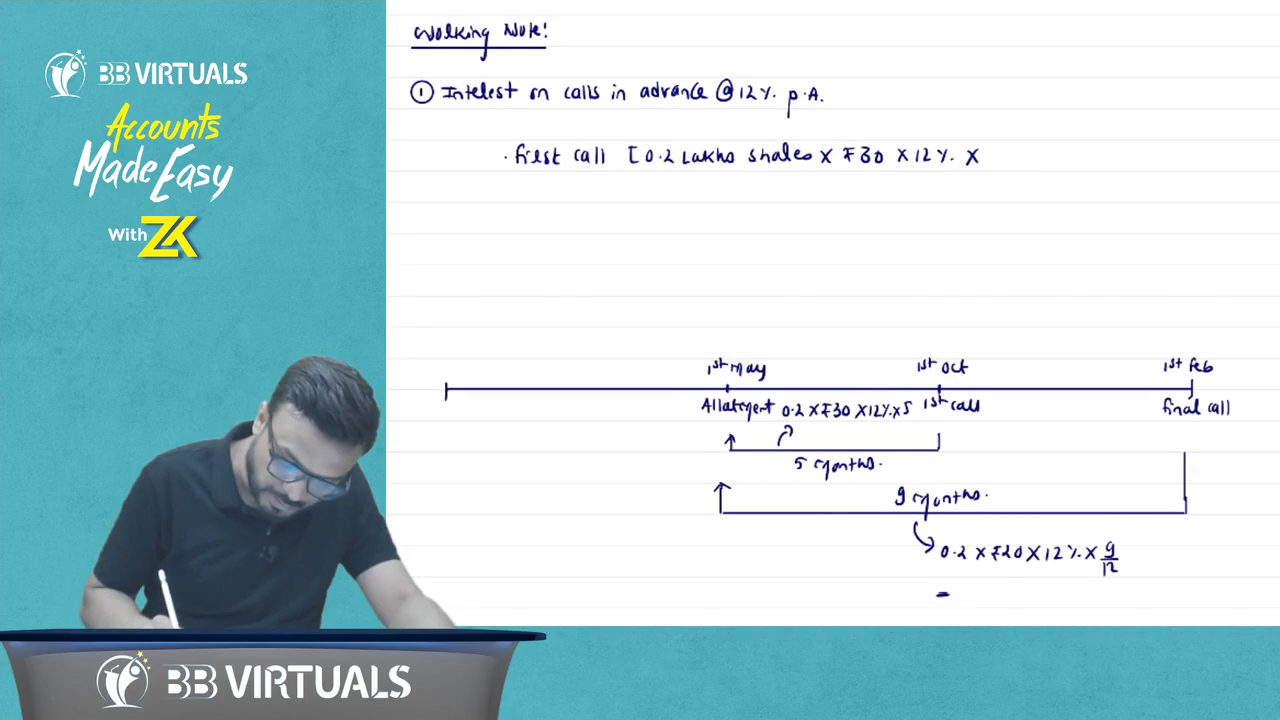 BB VIRTUALS
Accounts
Made Easy
With ZK
Working Note:
① Interest on calls in advance @ 12% p.A.
· first call [0.2 Lakhs shares x ₹30 x 12% x
1st May
1st Oct
1st Feb
Allotment 0.2 x ₹30 x 12% x 5 1st call
final call
5 months.
9 months.
0.2 x ₹20 x 12% x 9/12
=
BB VIRTUALS